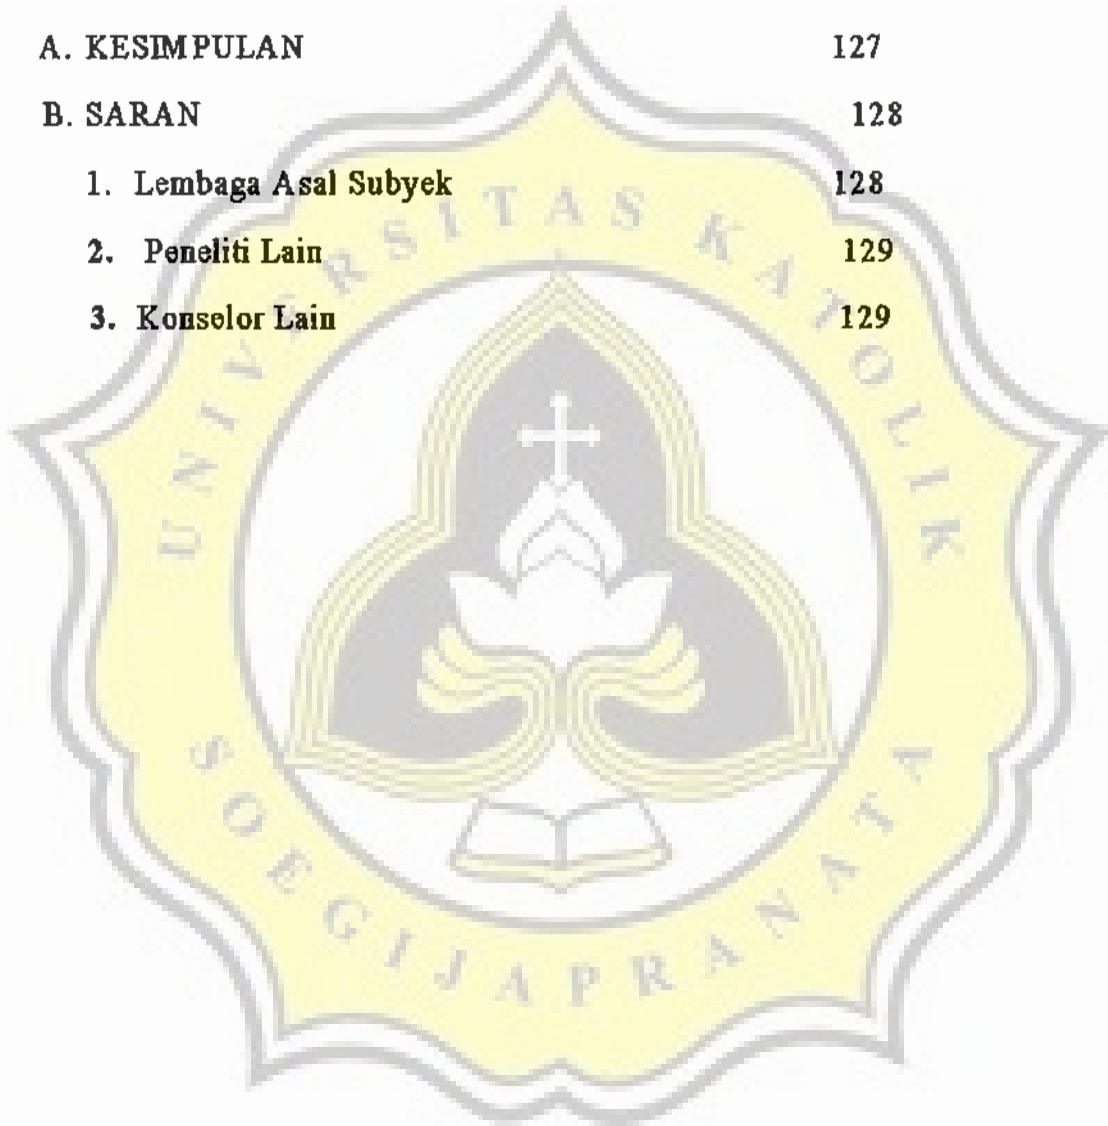 A. KESIMPULAN 127
B. SARAN 128
1. Lembaga Asal Subyek 128
2. Peneliti Lain 129
3. Konselor Lain 129
UNIVERSITAS KATOLIK
SOEGIJAPRANATA